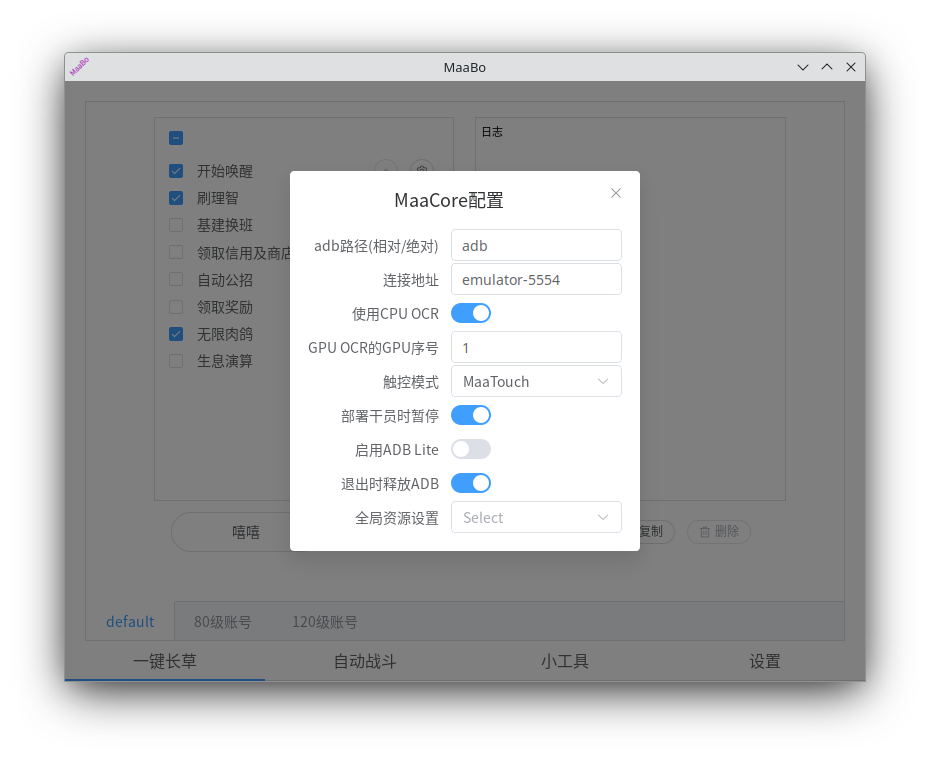 MaaBo
MaaBo
日志
开始唤醒
刷理智
基建换班
领取信用及商店
自动公招
领取奖励
无限肉鸽
生息演算
MaaCore配置
adb路径(相对/绝对) adb
连接地址 emulator-5554
使用CPU OCR
GPU OCR的GPU序号 1
触控模式 MaaTouch
部署干员时暂停
启用ADB Lite
退出时释放ADB
全局资源设置 Select
嘻嘻 复制 删除
default 80级账号 120级账号
一键长草 自动战斗 小工具 设置